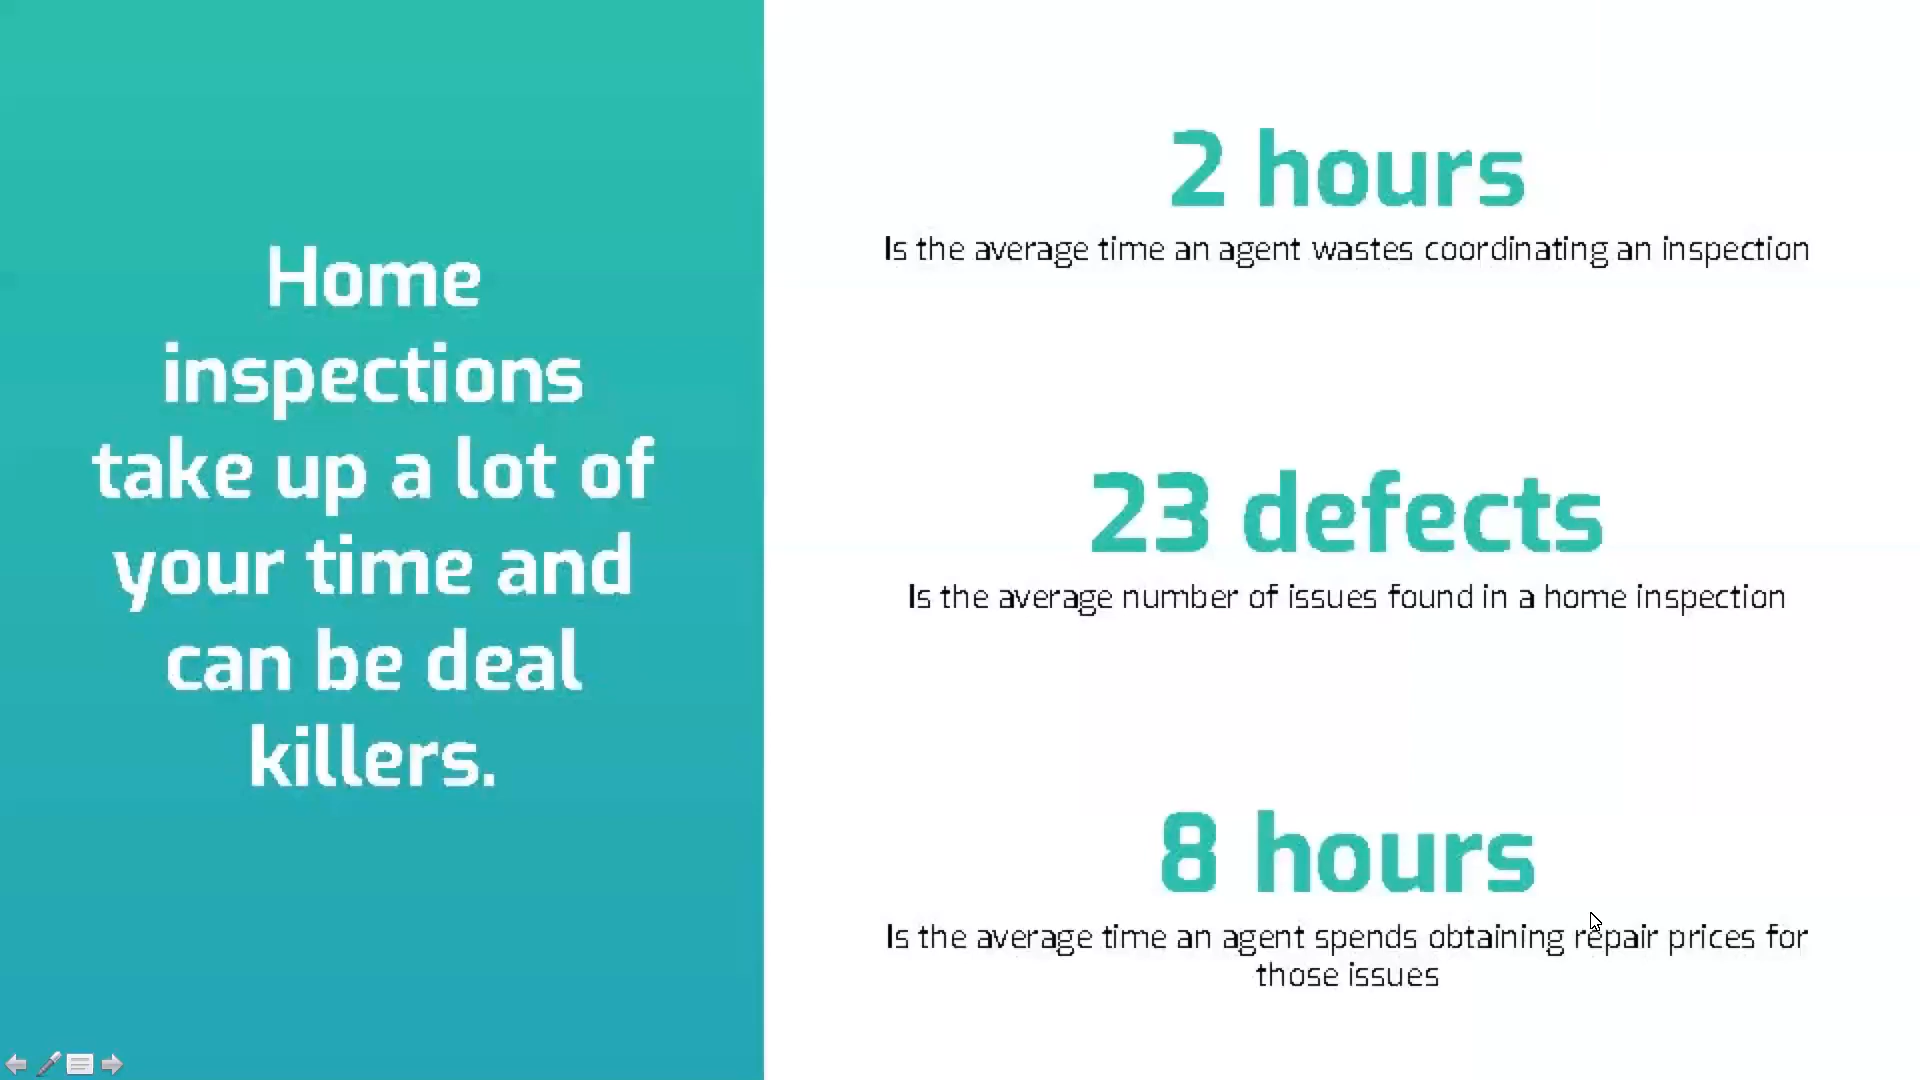 Home
inspections
take up a lot of
your time and
can be deal
killers.
2 hours
Is the average time an agent wastes coordinating an inspection
23 defects
Is the average number of issues found in a home inspection
8 hours
Is the average time an agent spends obtaining repair prices for
those issues